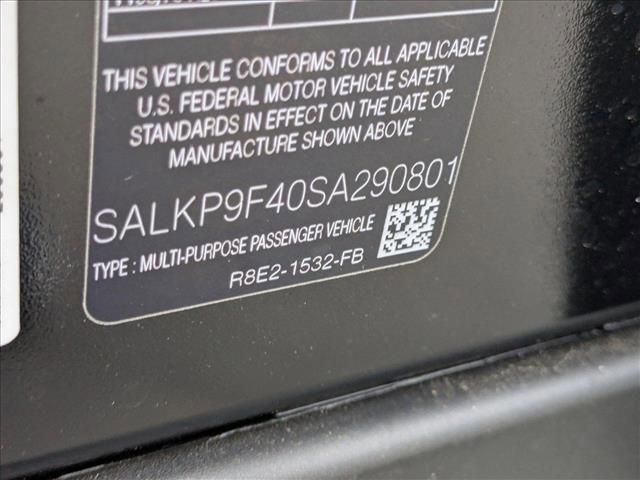 THIS VEHICLE CONFORMS TO ALL APPLICABLE
U.S. FEDERAL MOTOR VEHICLE SAFETY
STANDARDS IN EFFECT ON THE DATE OF
MANUFACTURE SHOWN ABOVE
SALKP9F40SA290801
TYPE : MULTI-PURPOSE PASSENGER VEHICLE
R8E2-1532-FB